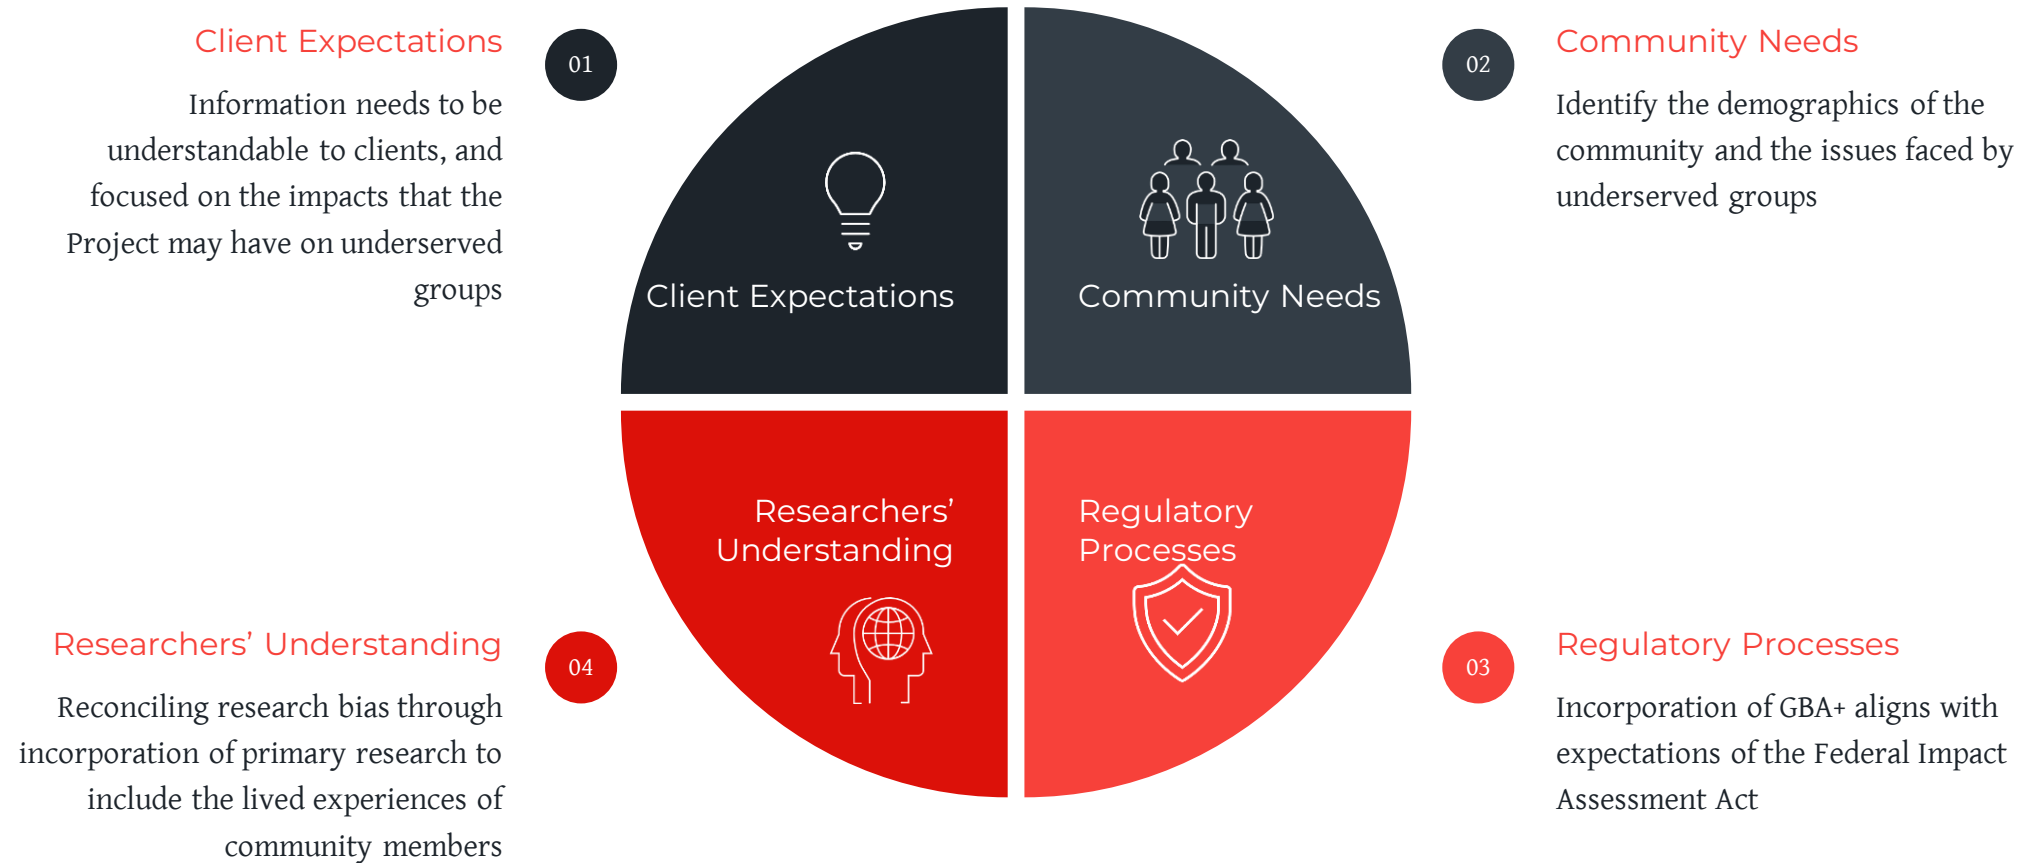 Client Expectations
Information needs to be
understandable to clients, and
focused on the impacts that the
Project may have on underserved
groups
01
Client Expectations
Community Needs
02
Community Needs
Identify the demographics of the
community and the issues faced by
underserved groups
Researchers’
Understanding
Regulatory
Processes
Researchers’ Understanding
Reconciling research bias through
incorporation of primary research to
include the lived experiences of
community members
04
03
Regulatory Processes
Incorporation of GBA+ aligns with
expectations of the Federal Impact
Assessment Act